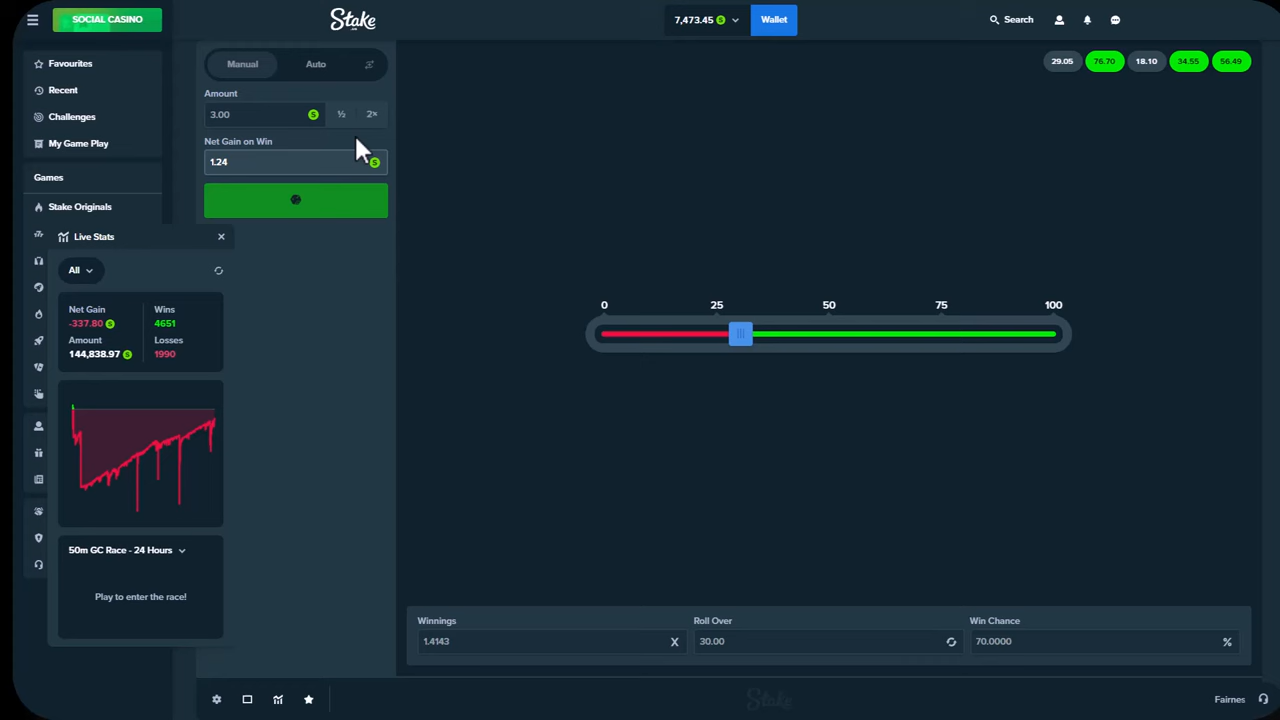 SOCIAL CASINO
Stake
7,473.45
Wallet
Search
Favourites
Recent
Challenges
My Game Play
Games
Stake Originals
Manual
Auto
Amount
3.00
½
2×
Net Gain on Win
1.24
29.05
76.70
18.10
34.55
56.49
Live Stats
All
Net Gain
-337.80
Wins
4651
Amount
144,838.97
Losses
1990
50m GC Race - 24 Hours
Play to enter the race!
0
25
50
75
100
Winnings
1.4143
X
Roll Over
30.00
Win Chance
70.0000
%
Stake
Fairnes